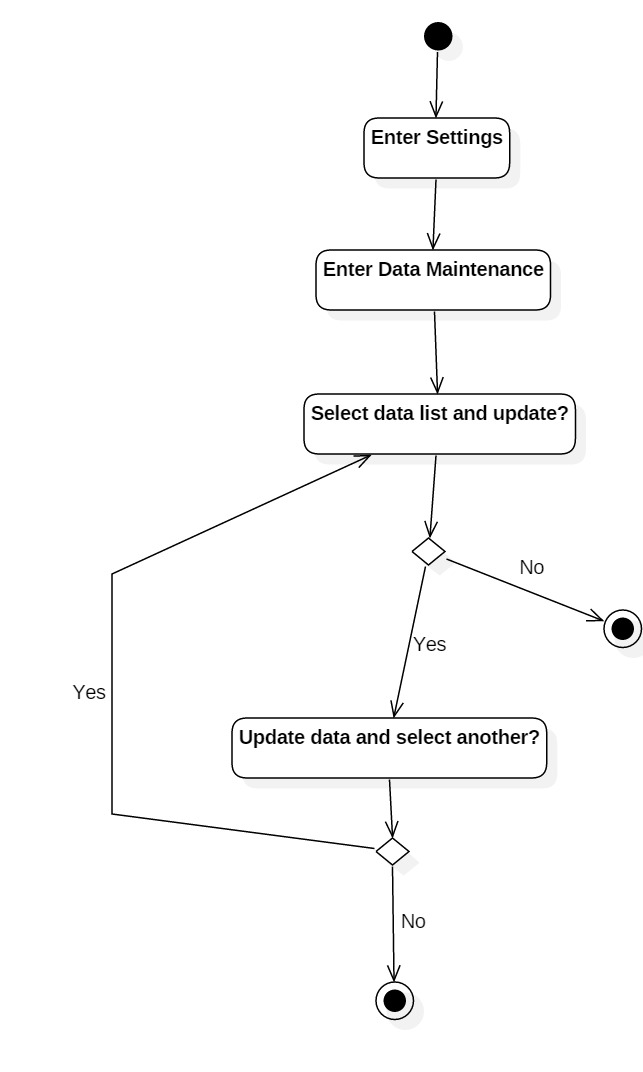 Enter Settings
Enter Data Maintenance
Select data list and update?
No
Yes
Yes
Update data and select another?
No